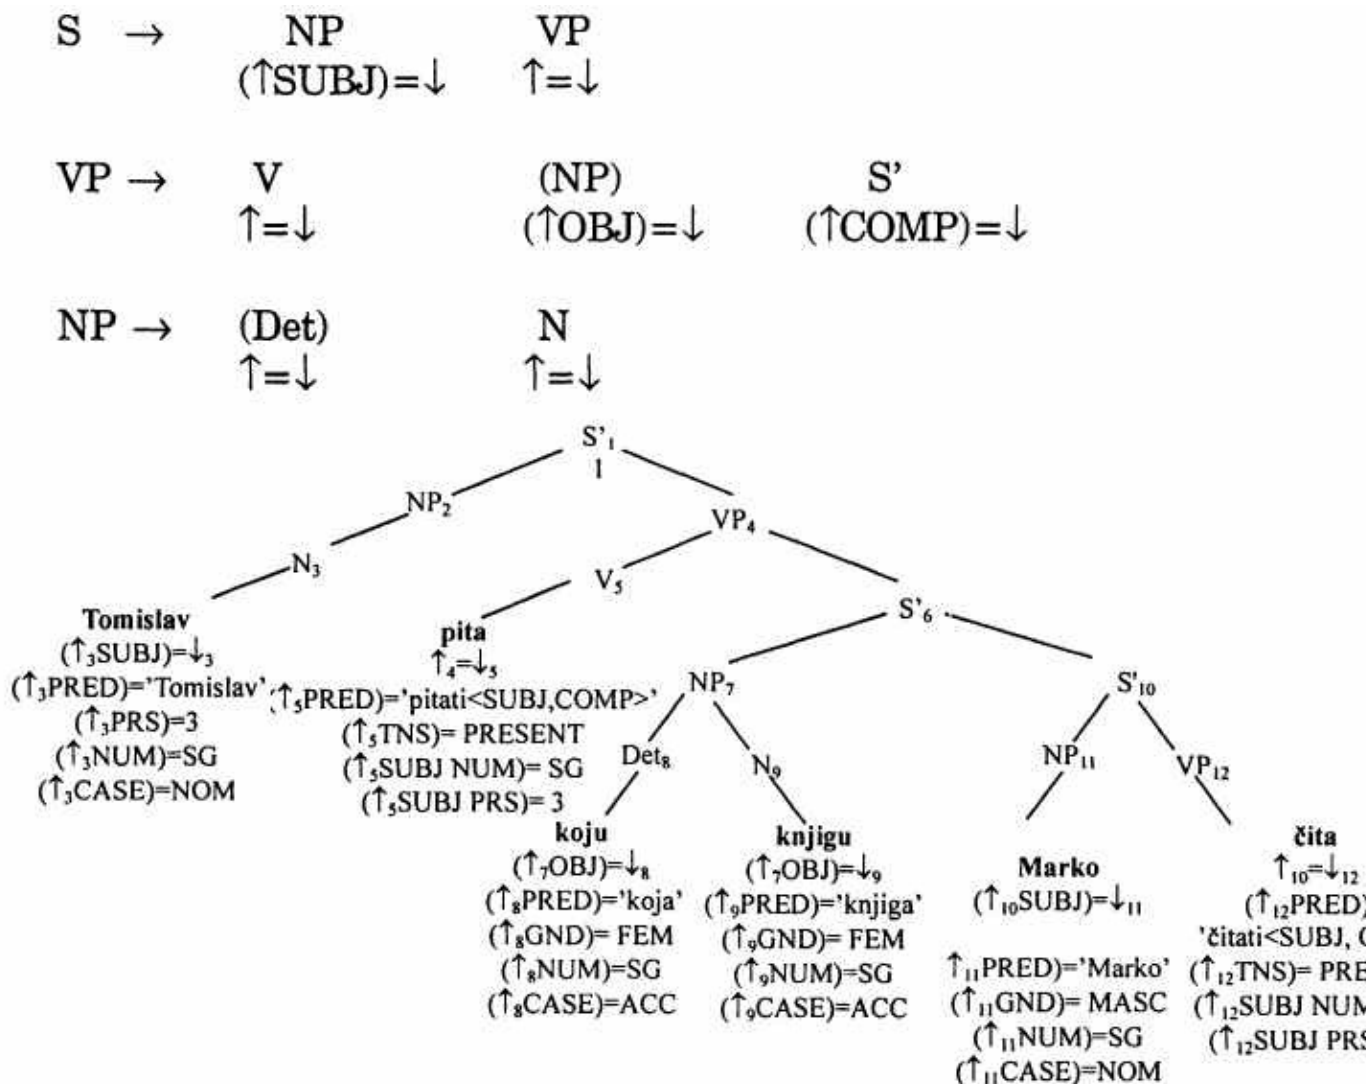 S → NP VP
(↑SUBJ)=↓ ↑=↓
VP → V (NP) S’
↑=↓ (↑OBJ)=↓ (↑COMP)=↓
NP → (Det) N
↑=↓ ↑=↓
S’₁
1
NP₂
VP₄
N₃
V₅
S’₆
Tomislav
(↑₃SUBJ)=↓₃
(↑₃PRED)='Tomislav'
(↑₃PRS)=3
(↑₃NUM)=SG
(↑₃CASE)=NOM
pita
↑₄=↓₅
(↑₅PRED)='pitati<SUBJ,COMP>'
(↑₅TNS)= PRESENT
(↑₅SUBJ NUM)= SG
(↑₅SUBJ PRS)= 3
NP₇
S’₁₀
Det₈
N₉
NP₁₁
VP₁₂
koju
(↑₇OBJ)=↓₈
(↑₈PRED)='koja'
(↑₈GND)= FEM
(↑₈NUM)=SG
(↑₈CASE)=ACC
knjigu
(↑₇OBJ)=↓₉
(↑₉PRED)='knjiga'
(↑₉GND)= FEM
(↑₉NUM)=SG
(↑₉CASE)=ACC
Marko
(↑₁₀SUBJ)=↓₁₁
↑₁₁PRED)='Marko'
(↑₁₁GND)= MASC
(↑₁₁NUM)=SG
(↑₁₁CASE)=NOM
čita
↑₁₀=↓₁₂
(↑₁₂PRED)
'čitati<SUBJ,
(↑₁₂TNS)= PRE
(↑₁₂SUBJ NUM
(↑₁₂SUBJ PRS